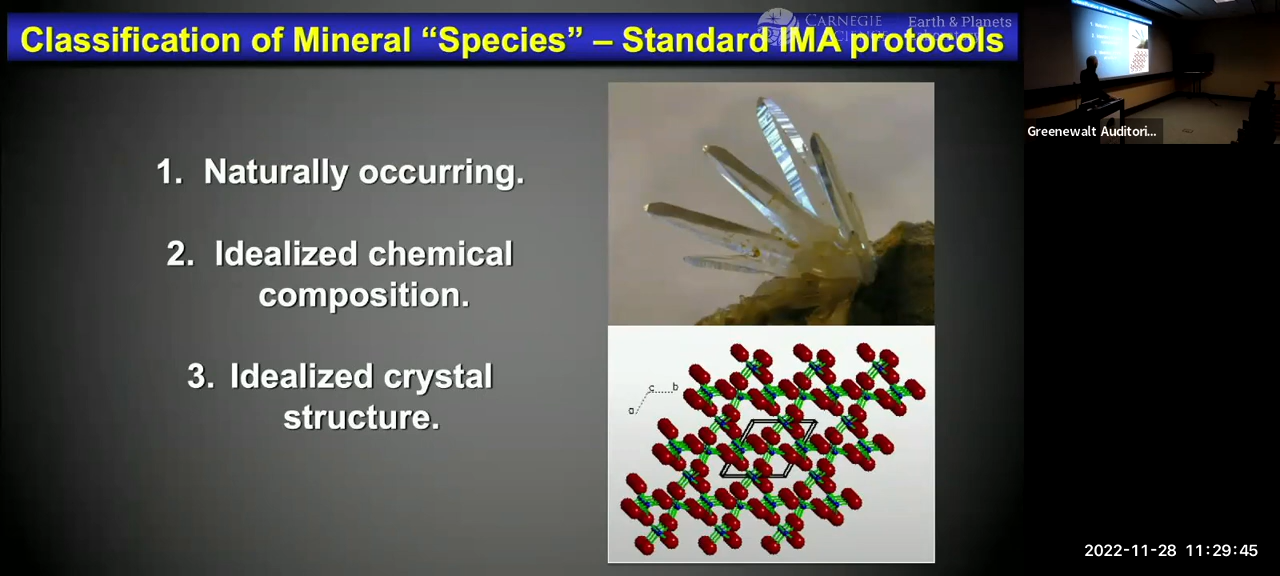 Classification of Mineral “Species” – Standard IMA protocols
CARNEGIE
SCIENCE
Earth & Planets
1. Naturally occurring.
2. Idealized chemical
composition.
3. Idealized crystal
structure.
c
b
a
Greenewalt Auditori...
2022-11-28 11:29:45